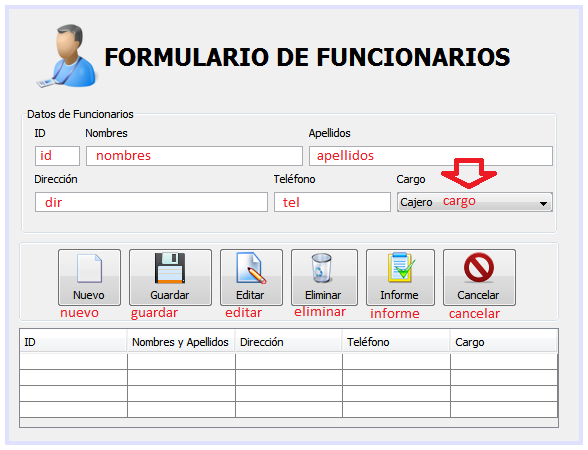 FORMULARIO DE FUNCIONARIOS
Datos de Funcionarios
ID Nombres Apellidos
id nombres apellidos
Dirección Teléfono Cargo
dir tel Cajero cargo
Nuevo Guardar Editar Eliminar Informe Cancelar
nuevo guardar editar eliminar informe cancelar
ID Nombres y Apellidos Dirección Teléfono Cargo